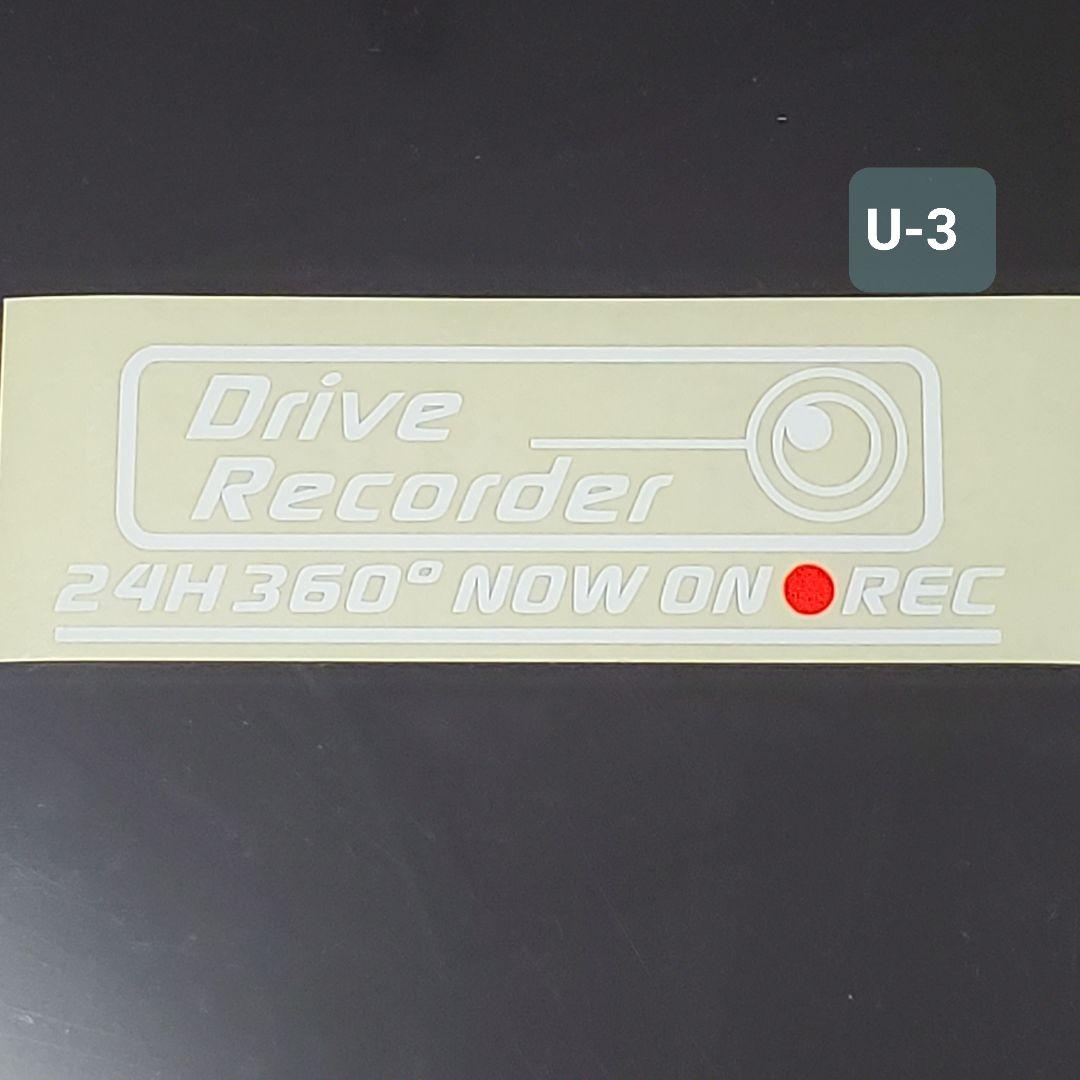 U-3
Drive
Recorder
24H 360° NOW ON REC